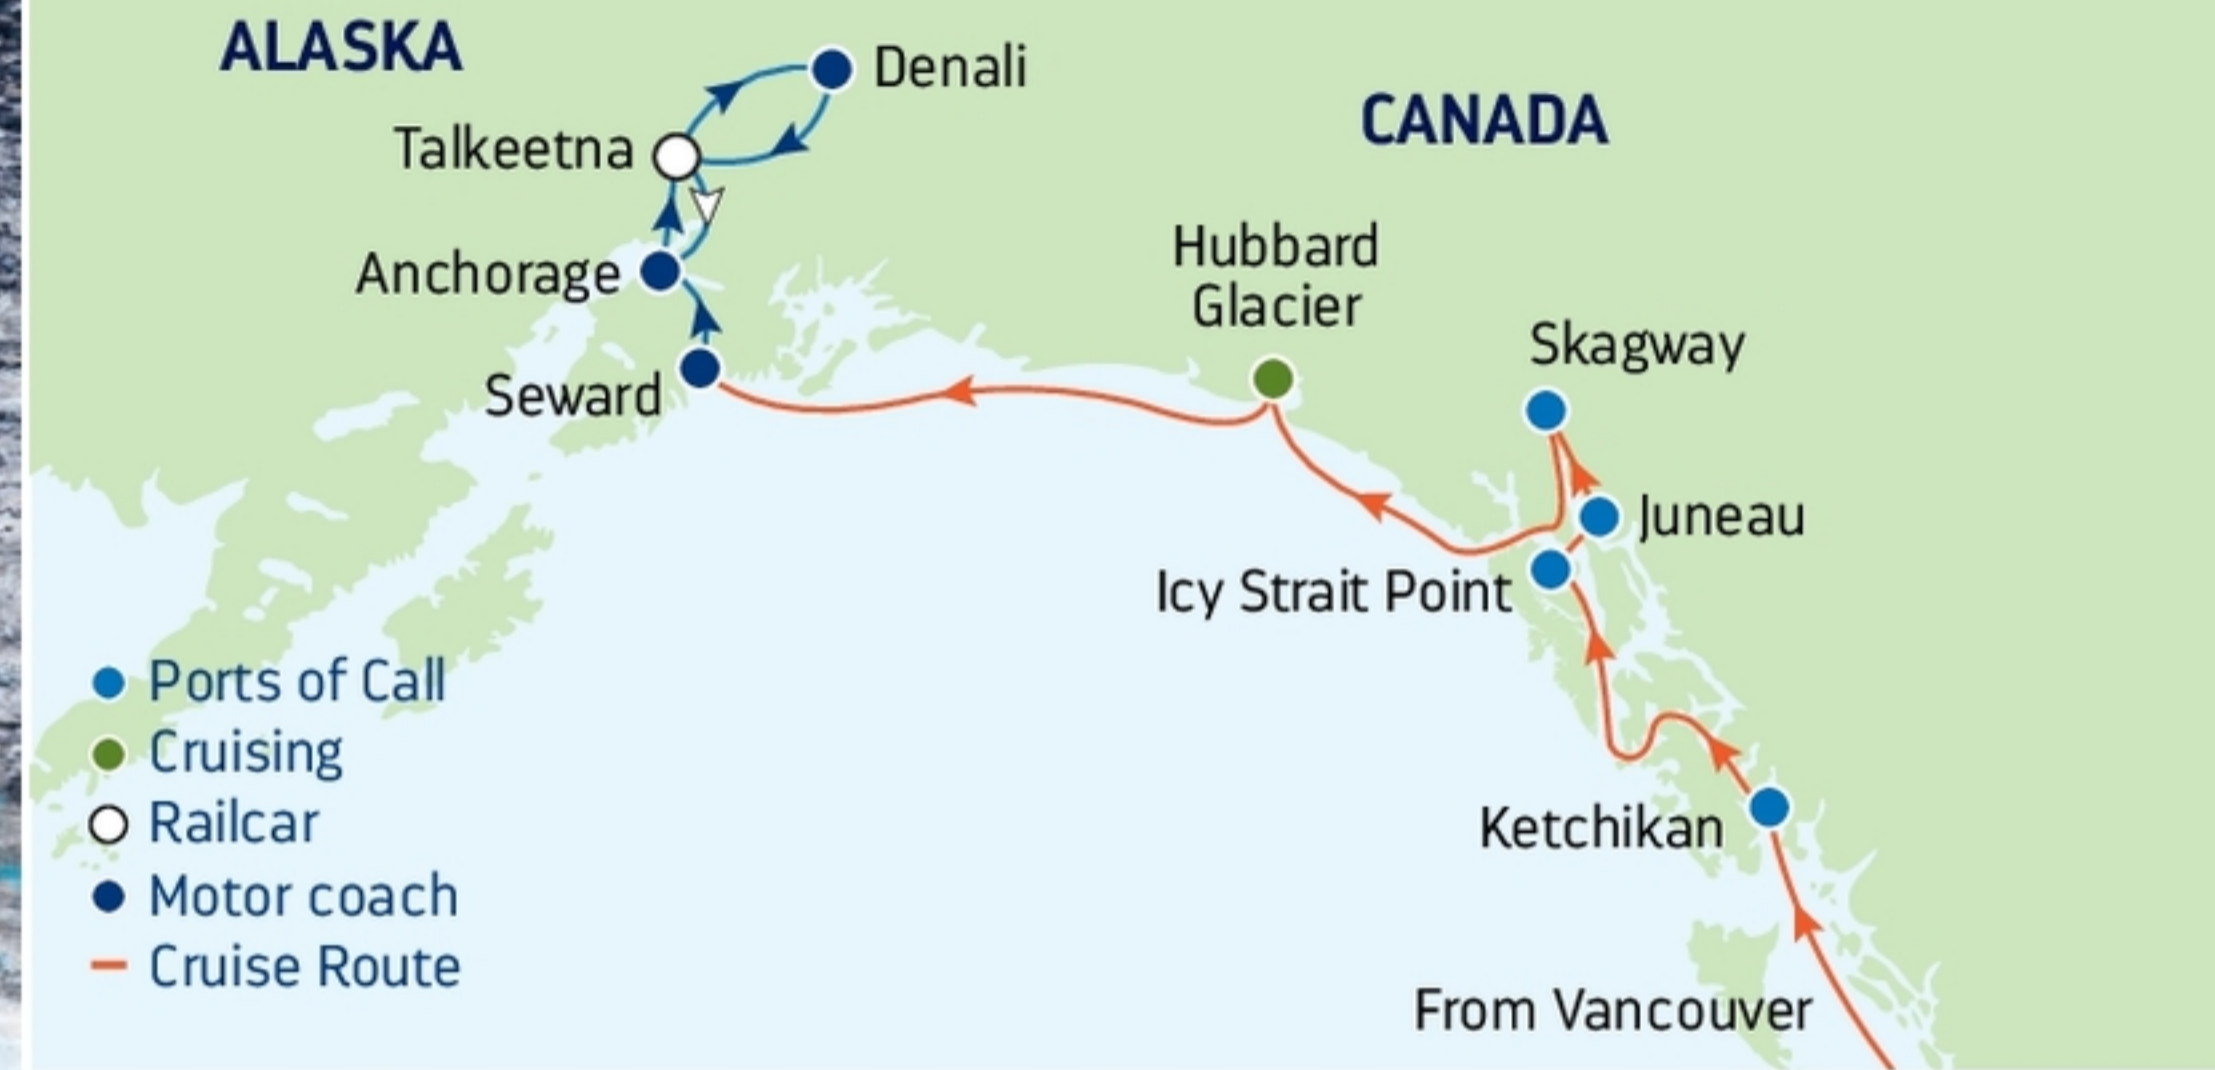 ALASKA
Denali
CANADA
Talkeetna
Hubbard
Glacier
Anchorage
Skagway
Seward
Juneau
Icy Strait Point
Ports of Call
Cruising
Railcar
Ketchikan
Motor coach
Cruise Route
From Vancouver